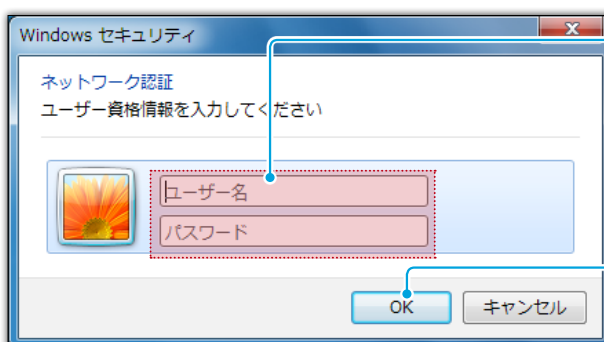 Windows セキュリティ
ネットワーク認証
ユーザー資格情報を入力してください
ユーザー名
パスワード
OK
キャンセル